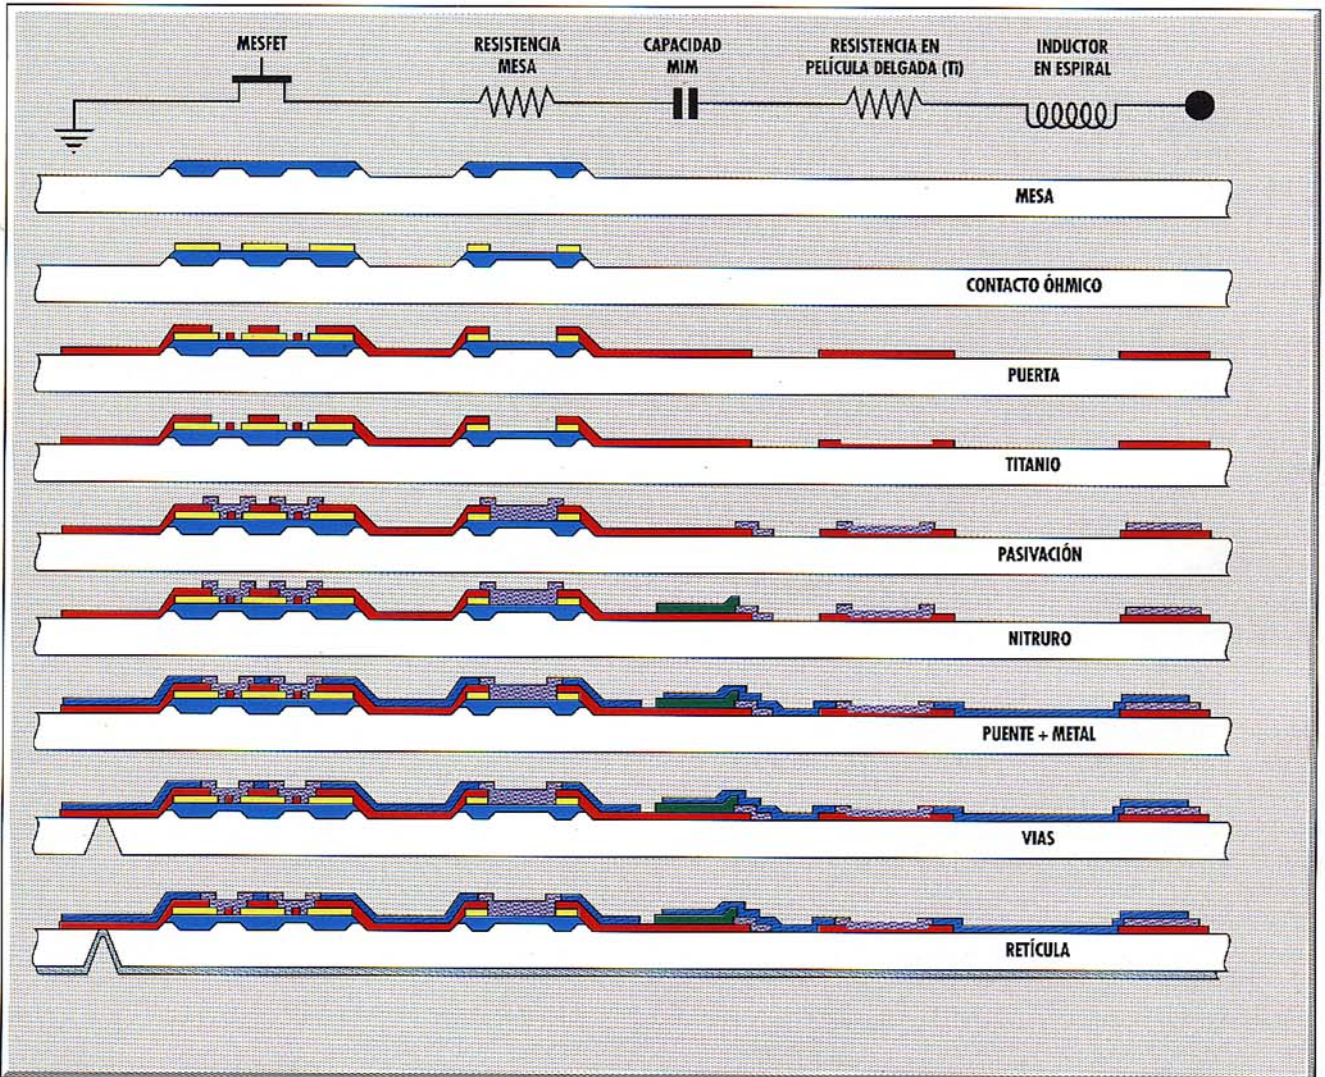 MESFET
RESISTENCIA
MESA
CAPACIDAD
MIM
RESISTENCIA EN
PELÍCULA DELGADA (Ti)
INDUCTOR
EN ESPIRAL
MESA
CONTACTO ÓHMICO
PUERTA
TITANIO
PASIVACIÓN
NITRURO
PUENTE + METAL
VIAS
RETÍCULA